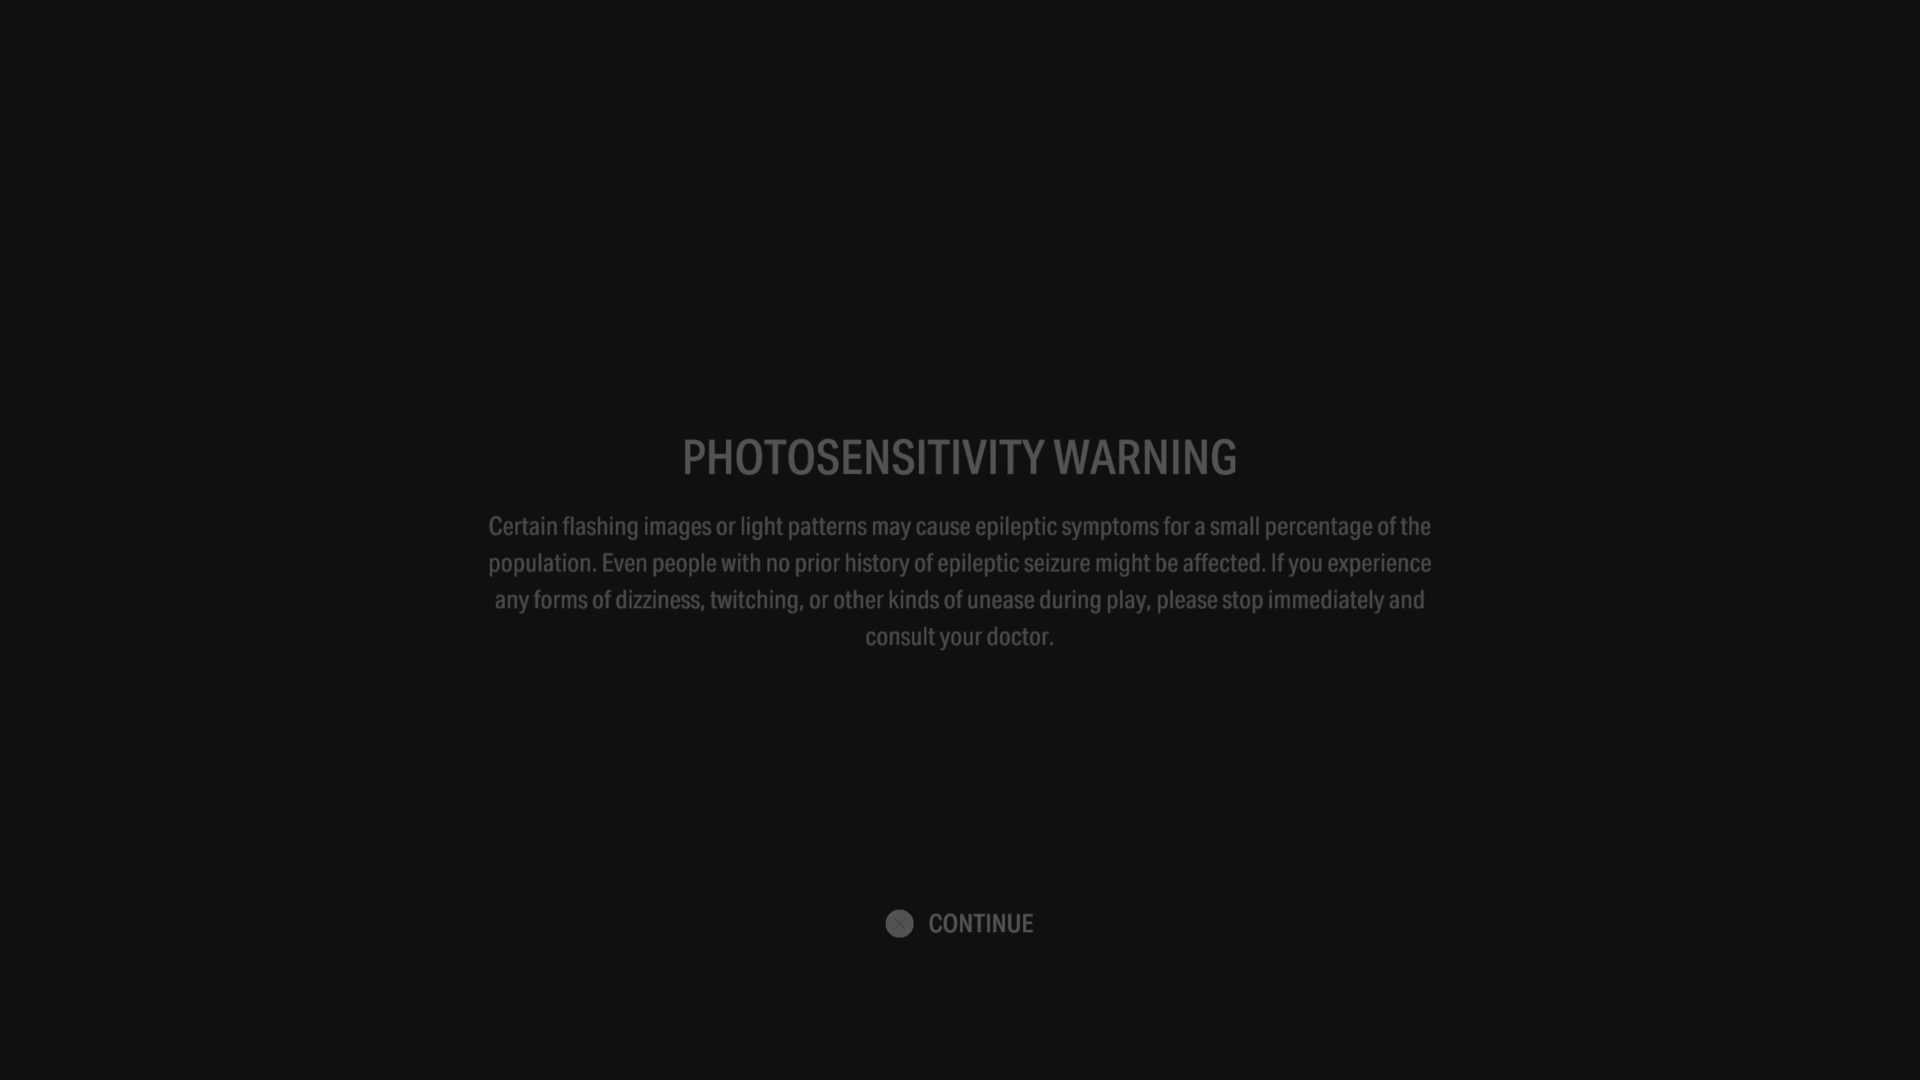 PHOTOSENSITIVITY WARNING
Certain flashing images or light patterns may cause epileptic symptoms for a small percentage of the
population. Even people with no prior history of epileptic seizure might be affected. If you experience
any forms of dizziness, twitching, or other kinds of unease during play, please stop immediately and
consult your doctor.
CONTINUE